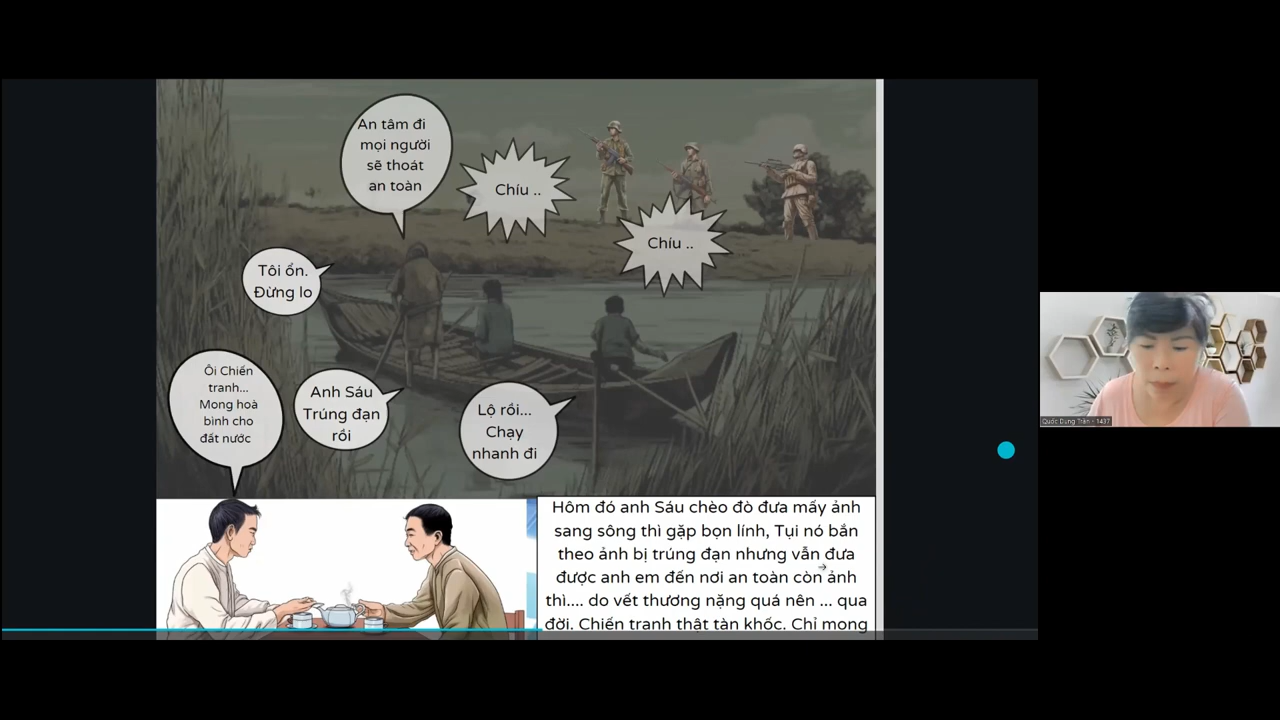 An tâm đi
mọi người
sẽ thoát
an toàn
Chíu ..
Chíu ..
Tôi ổn.
Đừng lo
Ôi Chiến
tranh...
Mong hoà
bình cho
đất nước
Anh Sáu
Trúng đạn
rồi
Lộ rồi...
Chạy
nhanh đi
Hôm đó anh Sáu chèo đò đưa mấy ảnh
sang sông thì gặp bọn lính, Tụi nó bắn
theo ảnh bị trúng đạn nhưng vẫn đưa
được anh em đến nơi an toàn còn ảnh
thì.... do vết thương nặng quá nên ... qua
đời. Chiến tranh thật tàn khốc. Chỉ mong
Quốc Dung Trần - 1437